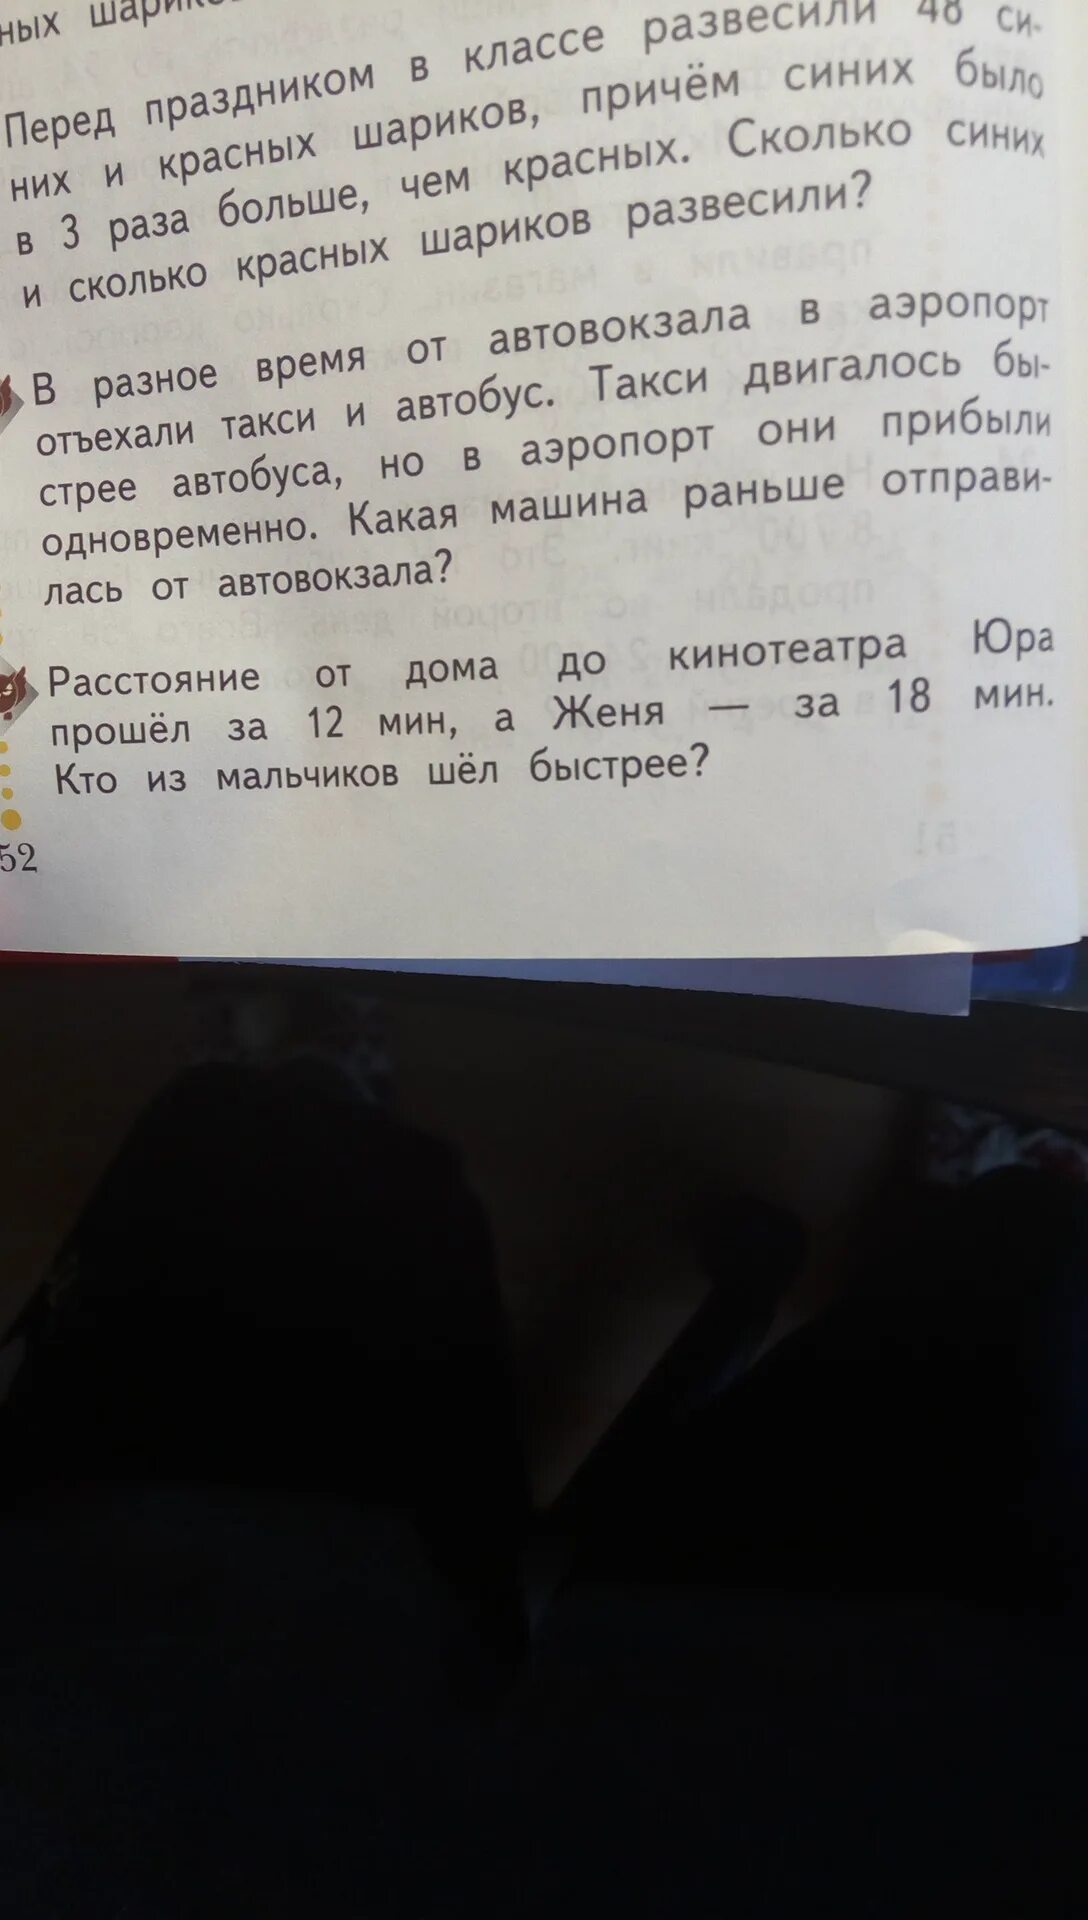 ных шарик
Перед праздником в классе развесили 48 си-
них и красных шариков, причём синих было
в 3 раза больше, чем красных. Сколько синих
и сколько красных шариков развесили?
В разное время от автовокзала в аэропорт
отъехали такси и автобус. Такси двигалось бы-
стрее автобуса, но в аэропорт они прибыли
одновременно. Какая машина раньше отправи-
лась от автовокзала?
Расстояние от дома до кинотеатра Юра
прошёл за 12 мин, а Женя — за 18 мин.
Кто из мальчиков шёл быстрее?
52